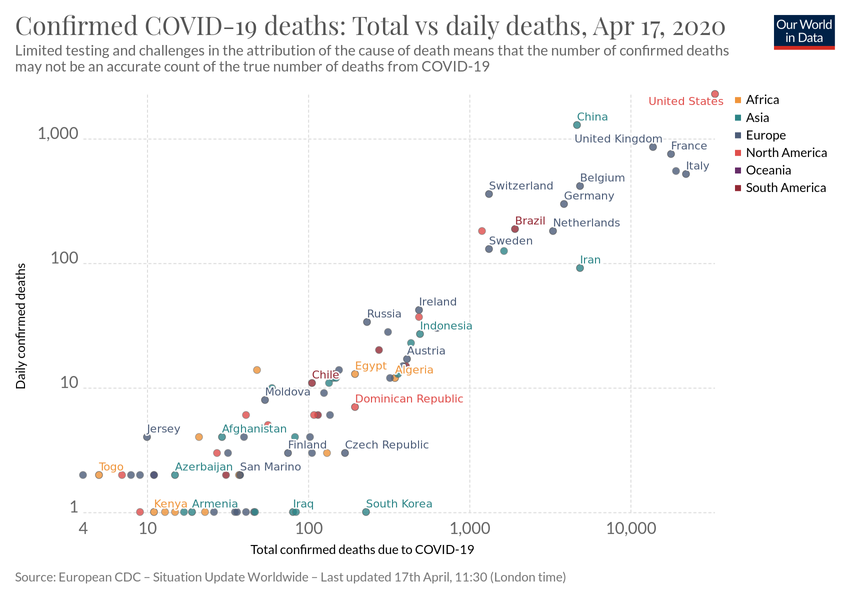 Confirmed COVID-19 deaths: Total vs daily deaths, Apr 17, 2020
Our World
in Data
Limited testing and challenges in the attribution of the cause of death means that the number of confirmed deaths
may not be an accurate count of the true number of deaths from COVID-19
United States
China
United Kingdom
France
Italy
Switzerland
Belgium
Germany
Brazil
Netherlands
Sweden
Iran
Ireland
Russia
Indonesia
Austria
Egypt
Algeria
Chile
Moldova
Dominican Republic
Jersey
Afghanistan
Finland
Czech Republic
Togo
Azerbaijan
San Marino
Kenya
Armenia
Iraq
South Korea
Africa
Asia
Europe
North America
Oceania
South America
Daily confirmed deaths
1,000
100
10
1
4
10
100
1,000
10,000
Total confirmed deaths due to COVID-19
Source: European CDC – Situation Update Worldwide – Last updated 17th April, 11:30 (London time)